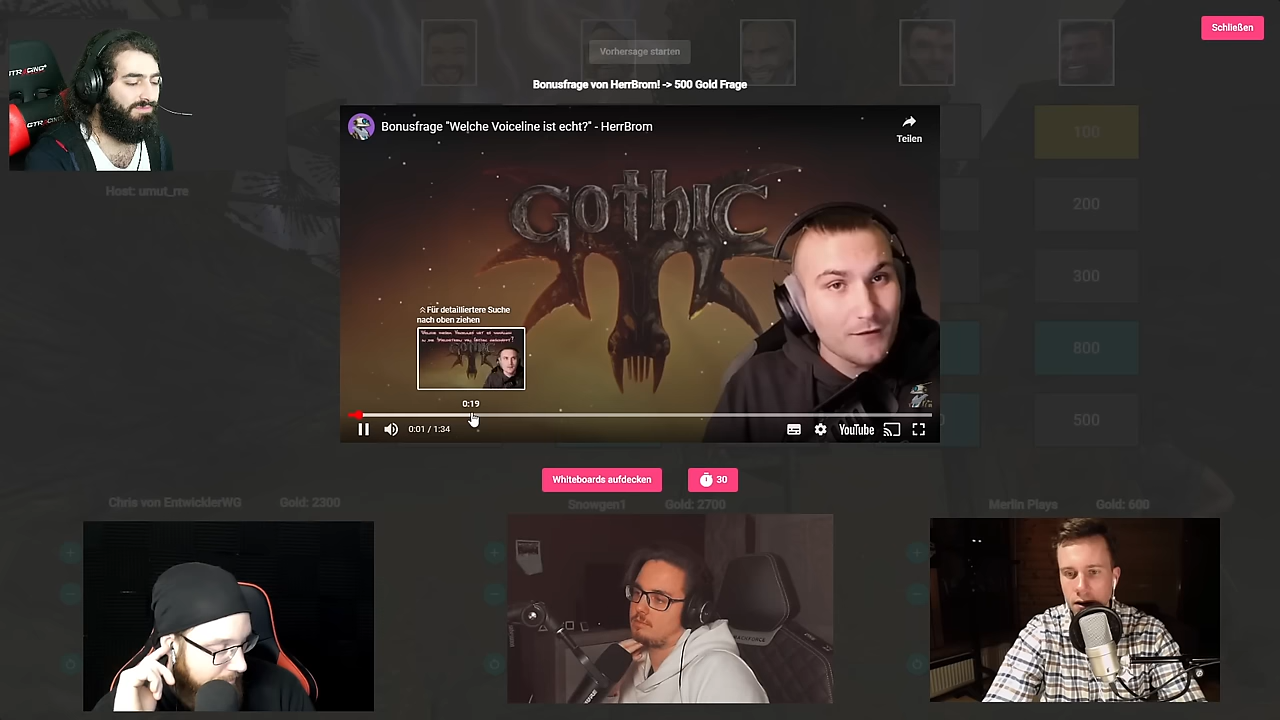 Schließen
Vorhersage starten
Bonusfrage von HerrBrom! -> 500 Gold Frage
Bonusfrage "Welche Voiceline ist echt?" - HerrBrom
Teilen
GTRACING
GOTHIC
100
Host: umut_rre
200
300
Für detailliertere Suche
nach oben ziehen
800
0:19
0:01 / 1:34
YouTube
500
Whiteboards aufdecken
30
Chris von EntwicklerWG
Gold: 2300
Snowgen1
Gold: 2700
Merlin Plays
Gold: 600